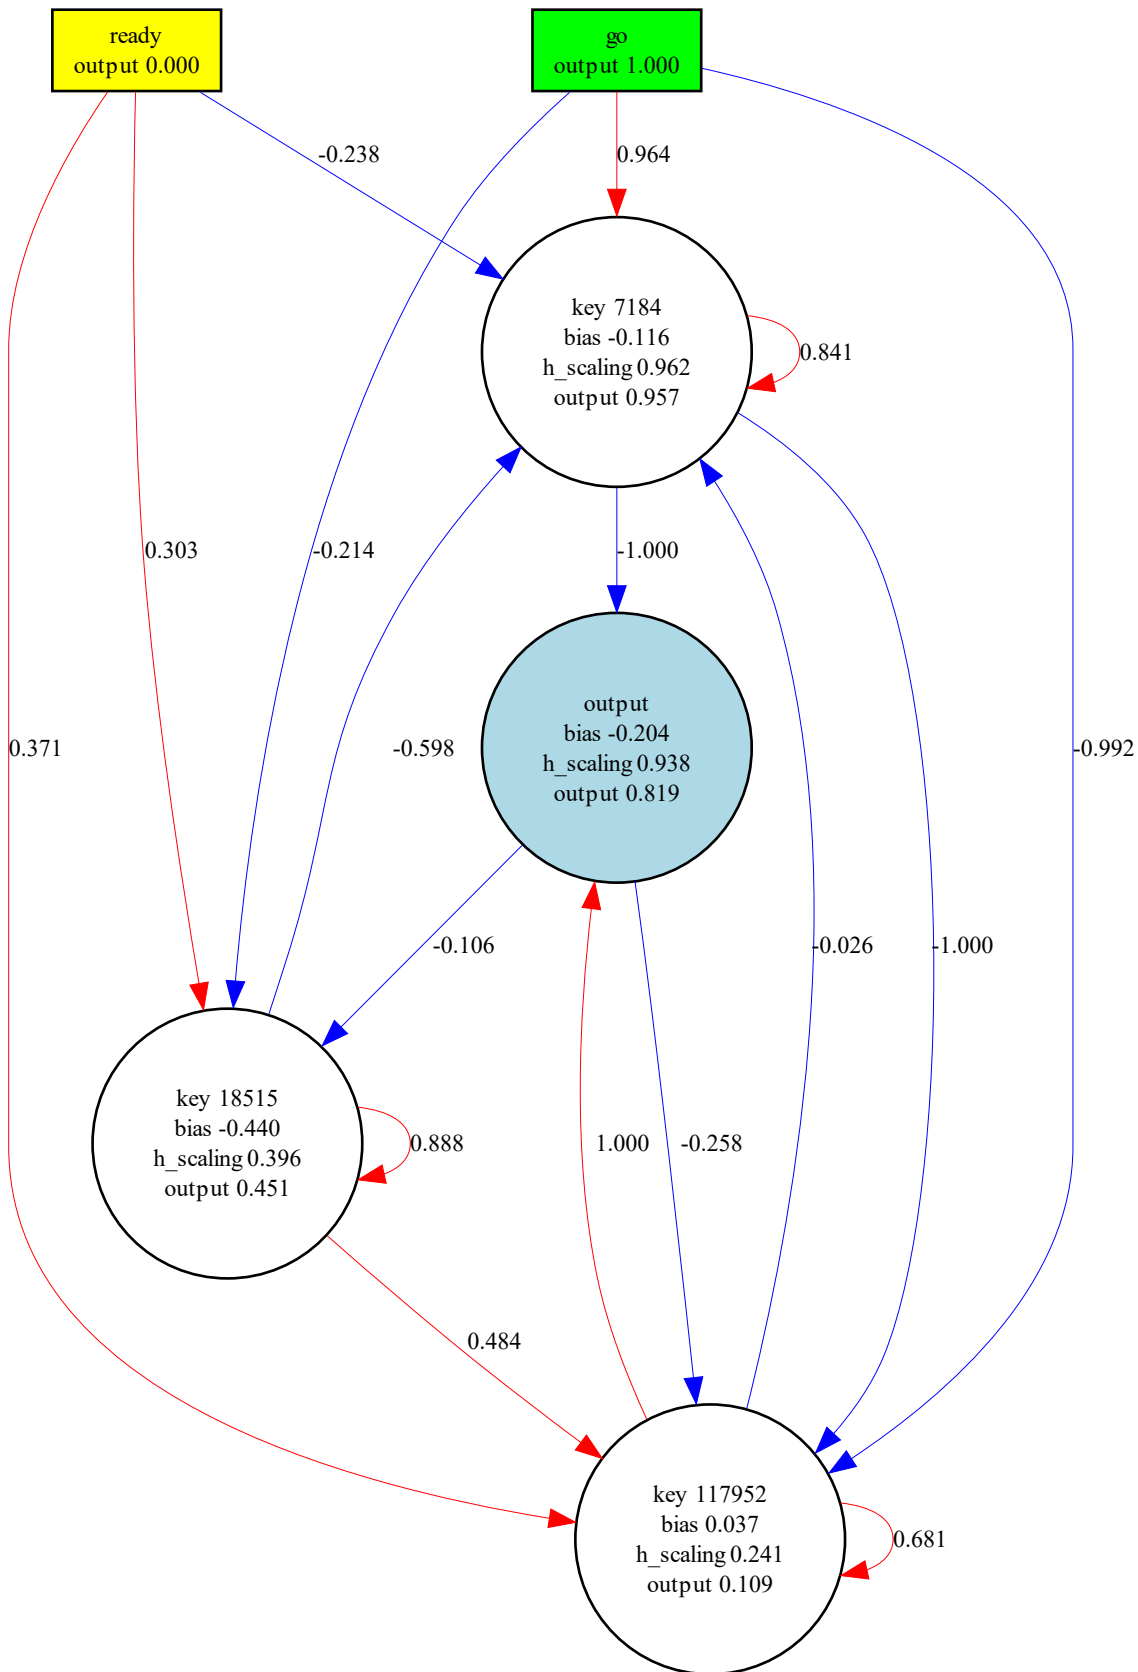 ready
output 0.000
go
output 1.000
-0.238
0.964
key 7184
bias -0.116
h_scaling 0.962
output 0.957
0.841
0.303
-0.214
-1.000
output
bias -0.204
h_scaling 0.938
output 0.819
0.371
-0.598
-0.992
-0.106
-0.026
-1.000
key 18515
bias -0.440
h_scaling 0.396
output 0.451
0.888
1.000
-0.258
0.484
key 117952
bias 0.037
h_scaling 0.241
output 0.109
0.681